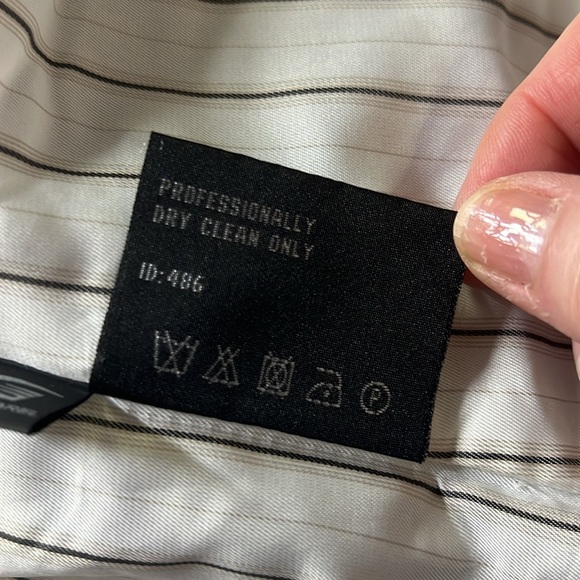 PROFESSIONALLY
DRY CLEAN ONLY
ID: 486
P